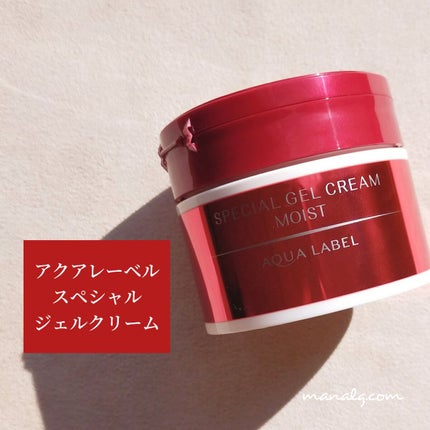 SPECIAL GEL CREAM
MOIST
AQUA LABEL
アクアレーベル
スペシャル
ジェルクリーム
manalg.com